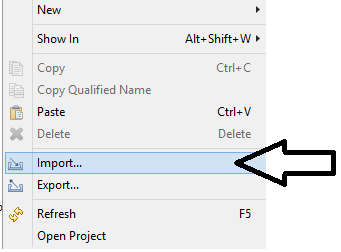 New
Show In Alt+Shift+W
Copy Ctrl+C
Copy Qualified Name
Paste Ctrl+V
Delete Delete
Import...
Export...
Refresh F5
Open Project